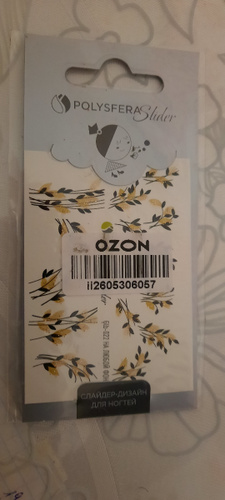 POLYSFERA
Slider
OZON
ii2605306057
СЛАЙДЕР-ДИЗАЙН
ДЛЯ НОГТЕЙ